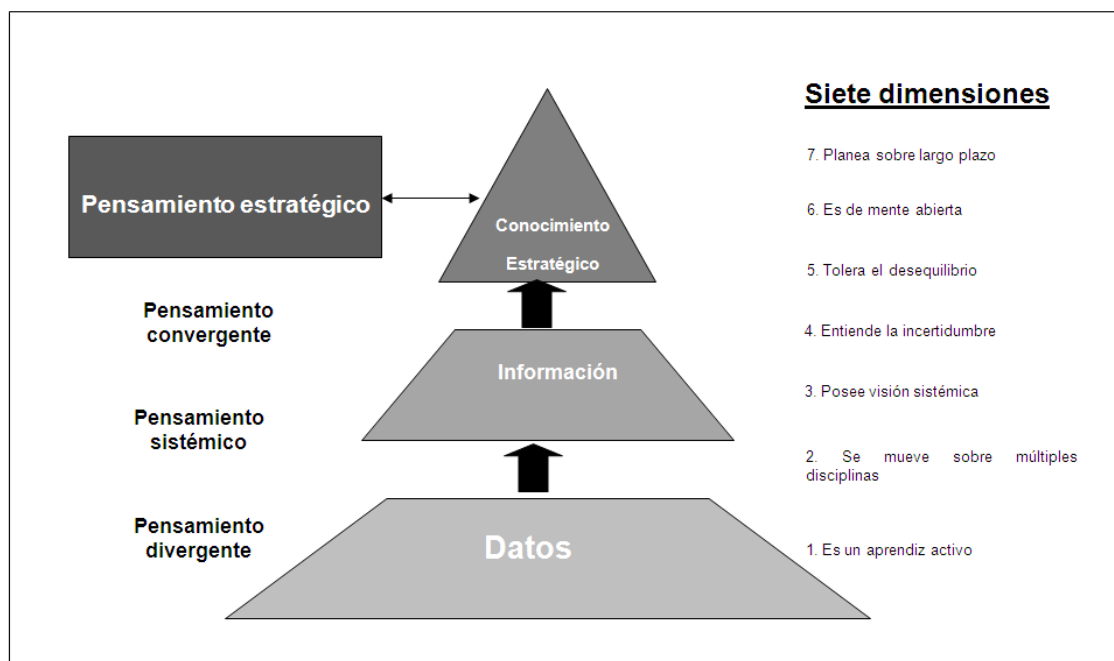 Siete dimensiones
7. Planea sobre largo plazo
Pensamiento estratégico
6. Es de mente abierta
Conocimiento
Estratégico
5. Tolera el desequilibrio
Pensamiento
convergente
4. Entiende la incertidumbre
Información
3. Posee visión sistémica
Pensamiento
sistémico
2. Se mueve sobre múltiples
disciplinas
Pensamiento
divergente
Datos
1. Es un aprendiz activo